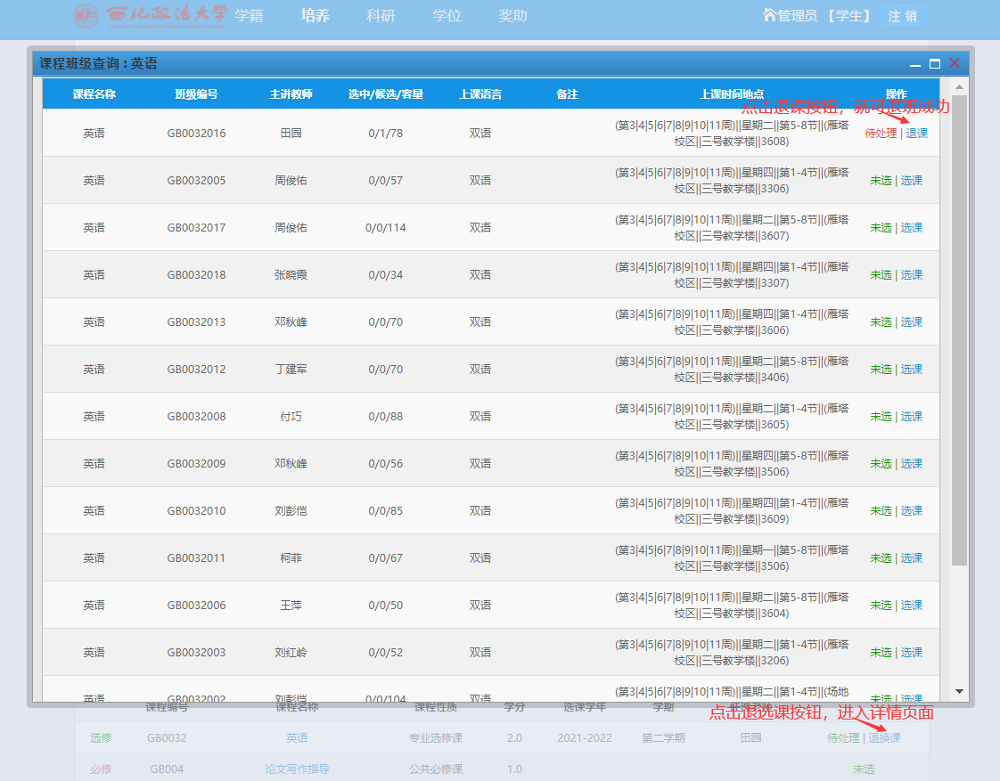 西北政法大学 学籍 培养 科研 学位 奖助 管理员 【学生】 注 销
课程班级查询 : 英语
课程名称 班级编号 主讲教师 选中/候选/容量 上课语言 备注 上课时间地点 操作
点击退课按钮，就可退班成功
英语 GB0032016 田园 0/1/78 双语 (第3|4|5|6|7|8|9|10|11周)||星期二||第5-8节||(雁塔
校区||三号教学楼||3608) 待处理 | 退课
英语 GB0032005 周俊佑 0/0/57 双语 (第3|4|5|6|7|8|9|10|11周)||星期四||第1-4节||(雁塔
校区||三号教学楼||3306) 未选 | 选课
英语 GB0032017 周俊佑 0/0/114 双语 (第3|4|5|6|7|8|9|10|11周)||星期二||第5-8节||(雁塔
校区||三号教学楼||3607) 未选 | 选课
英语 GB0032018 张晓霞 0/0/34 双语 (第3|4|5|6|7|8|9|10|11周)||星期四||第1-4节||(雁塔
校区||三号教学楼||3307) 未选 | 选课
英语 GB0032013 邓秋峰 0/0/70 双语 (第3|4|5|6|7|8|9|10|11周)||星期四||第1-4节||(雁塔
校区||三号教学楼||3606) 未选 | 选课
英语 GB0032012 丁建军 0/0/70 双语 (第3|4|5|6|7|8|9|10|11周)||星期二||第5-8节||(雁塔
校区||三号教学楼||3406) 未选 | 选课
英语 GB0032008 付巧 0/0/88 双语 (第3|4|5|6|7|8|9|10|11周)||星期二||第1-4节||(雁塔
校区||三号教学楼||3605) 未选 | 选课
英语 GB0032009 邓秋峰 0/0/56 双语 (第3|4|5|6|7|8|9|10|11周)||星期四||第5-8节||(雁塔
校区||三号教学楼||3506) 未选 | 选课
英语 GB0032010 刘彭恺 0/0/85 双语 (第3|4|5|6|7|8|9|10|11周)||星期四||第1-4节||(雁塔
校区||三号教学楼||3609) 未选 | 选课
英语 GB0032011 柯菲 0/0/67 双语 (第3|4|5|6|7|8|9|10|11周)||星期一||第5-8节||(雁塔
校区||三号教学楼||3506) 未选 | 选课
英语 GB0032006 王萍 0/0/50 双语 (第3|4|5|6|7|8|9|10|11周)||星期二||第5-8节||(雁塔
校区||三号教学楼||3604) 未选 | 选课
英语 GB0032003 刘红岭 0/0/52 双语 (第3|4|5|6|7|8|9|10|11周)||星期二||第1-4节||(雁塔
校区||三号教学楼||3206) 未选 | 选课
英语 GB0032002 刘彭恺 0/0/104 双语 (第3|4|5|6|7|8|9|10|11周)||星期二||第1-4节||(场地
未选 | 选课
课程编号 课程名称 课程性质 学分 选课学年 学期
点击退选课按钮，进入详情页面
选修 GB0032 英语 专业选修课 2.0 2021-2022 第二学期 田园 待处理 | 退换课
必修 GB004 论文写作指导 公共必修课 1.0 未选